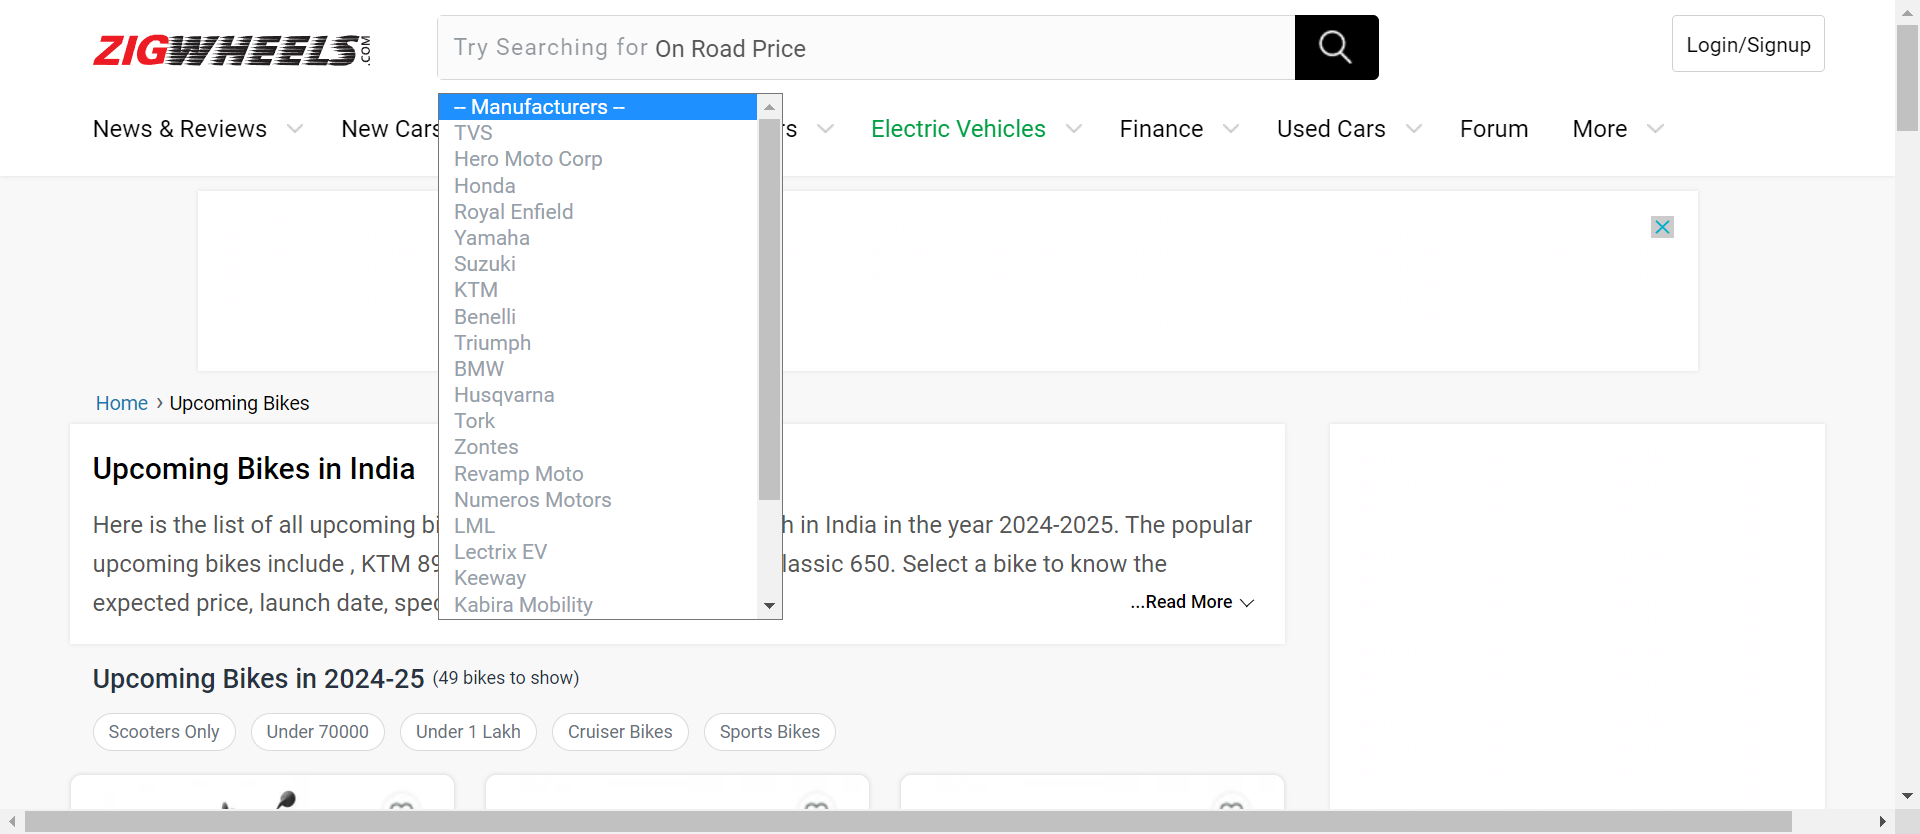 ZIGWHEELS.COM
Try Searching for On Road Price
Login/Signup
News & Reviews
New Cars
rs
Electric Vehicles
Finance
Used Cars
Forum
More
-- Manufacturers --
TVS
Hero Moto Corp
Honda
Royal Enfield
Yamaha
Suzuki
KTM
Benelli
Triumph
BMW
Husqvarna
Tork
Zontes
Revamp Moto
Numeros Motors
LML
Lectrix EV
Keeway
Kabira Mobility
Home › Upcoming Bikes
Upcoming Bikes in India
Here is the list of all upcoming bi h in India in the year 2024-2025. The popular
upcoming bikes include , KTM 89 lassic 650. Select a bike to know the
expected price, launch date, spec ...Read More
Upcoming Bikes in 2024-25 (49 bikes to show)
Scooters Only
Under 70000
Under 1 Lakh
Cruiser Bikes
Sports Bikes